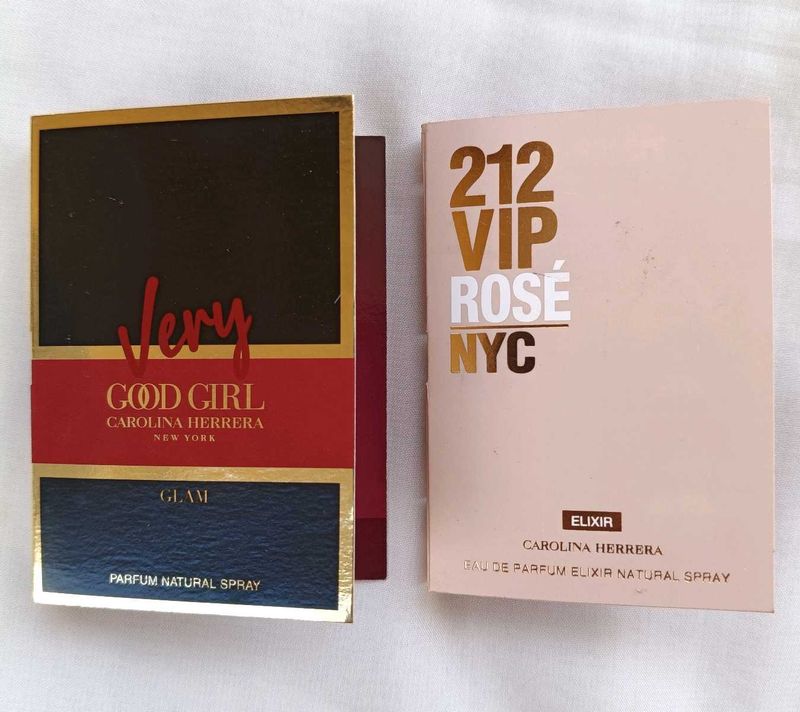 Very
GOOD GIRL
CAROLINA HERRERA
NEW YORK
GLAM
PARFUM NATURAL SPRAY
212
VIP
ROSÉ
NYC
ELIXIR
CAROLINA HERRERA
EAU DE PARFUM ELIXIR NATURAL SPRAY